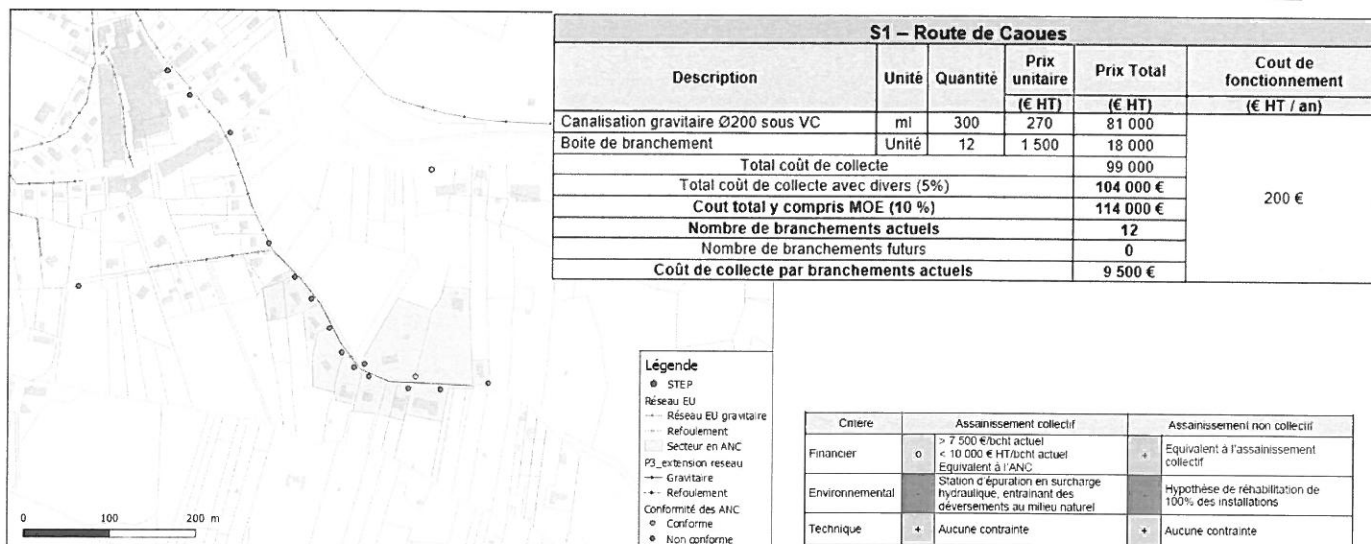 S1 – Route de Caoues
Description Unité Quantité Prix unitaire Prix Total Cout de fonctionnement
(€ HT) (€ HT) (€ HT / an)
Canalisation gravitaire Ø200 sous VC ml 300 270 81 000
Boite de branchement Unité 12 1 500 18 000
Total coût de collecte 99 000
Total coût de collecte avec divers (5%) 104 000 €
200 €
Cout total y compris MOE (10 %) 114 000 €
Nombre de branchements actuels 12
Nombre de branchements futurs 0
Coût de collecte par branchements actuels 9 500 €
Légende
STEP
Réseau EU
Réseau EU gravitaire
Refoulement
Secteur en ANC
P3_extension reseau
Gravitaire
Refoulement
Conformité des ANC
Conforme
Non conforme
0 100 200 m
Critere Assainissement collectif Assainissement non collectif
Financier o > 7 500 €/bcht actuel
< 10 000 € HT/bcht actuel
Equivalent à l'ANC
+ Equivalent à l'assainissement
collectif
Environnemental - Station d'épuration en surcharge
hydraulique, entrainant des
déversements au milieu naturel
- Hypothèse de réhabilitation de
100% des installations
Technique + Aucune contrainte + Aucune contrainte